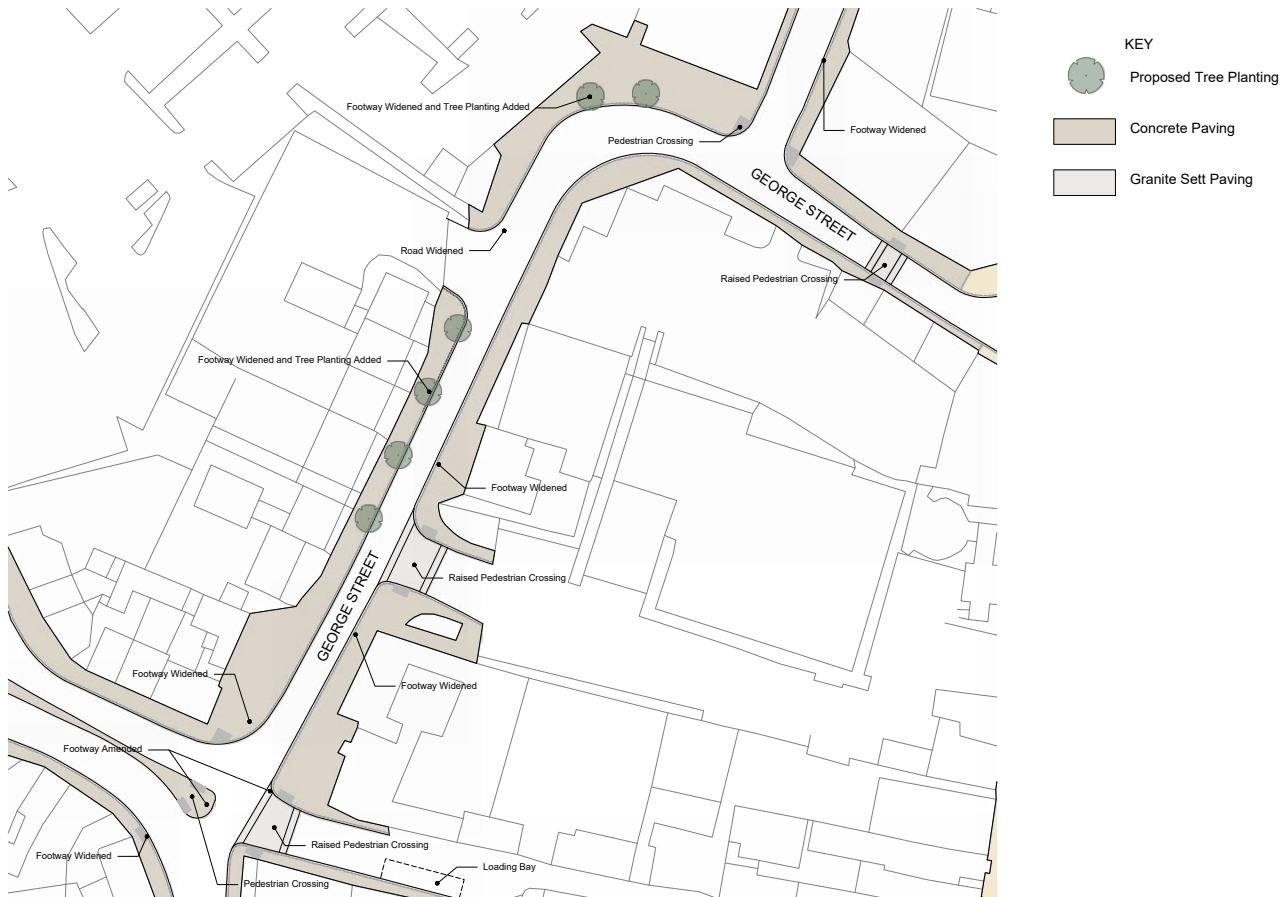 KEY
Proposed Tree Planting
Concrete Paving
Granite Sett Paving
Footway Widened and Tree Planting Added
Pedestrian Crossing
Footway Widened
GEORGE STREET
Road Widened
Raised Pedestrian Crossing
Footway Widened and Tree Planting Added
Footway Widened
Raised Pedestrian Crossing
GEORGE STREET
Footway Widened
Footway Widened
Footway Amended
Raised Pedestrian Crossing
Footway Widened
Loading Bay
Pedestrian Crossing